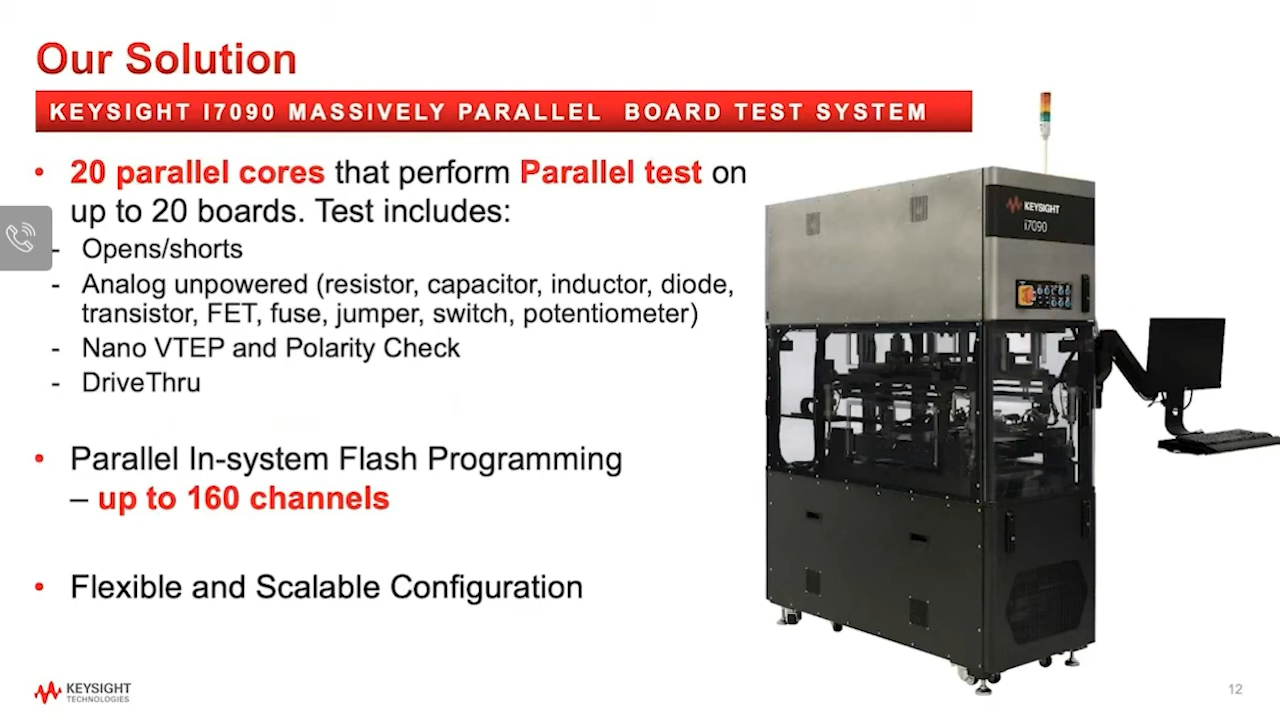 Our Solution
KEYSIGHT I7090 MASSIVELY PARALLEL BOARD TEST SYSTEM
• 20 parallel cores that perform Parallel test on
up to 20 boards. Test includes:
- Opens/shorts
- Analog unpowered (resistor, capacitor, inductor, diode,
transistor, FET, fuse, jumper, switch, potentiometer)
- Nano VTEP and Polarity Check
- DriveThru
• Parallel In-system Flash Programming
– up to 160 channels
• Flexible and Scalable Configuration
KEYSIGHT
i7090
KEYSIGHT
TECHNOLOGIES
12